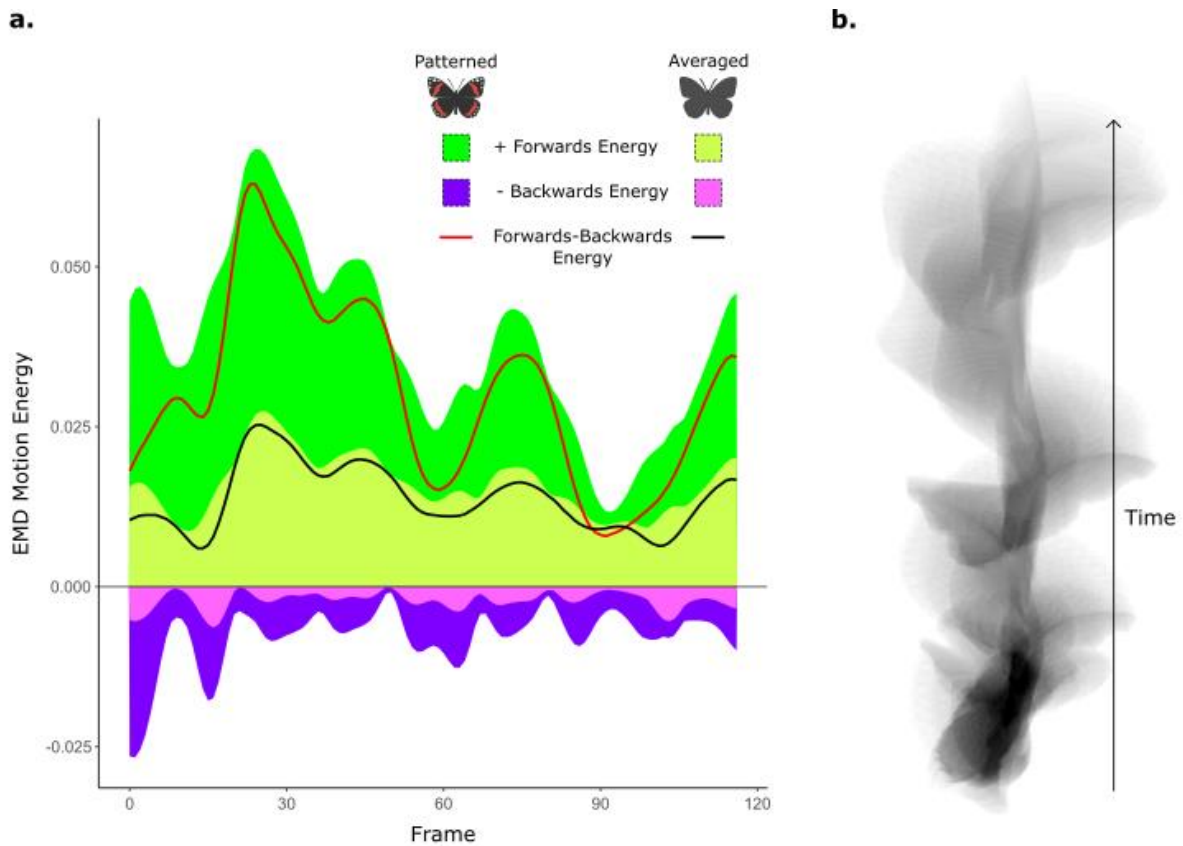 a.
b.
Patterned
Averaged
+ Forwards Energy
- Backwards Energy
Forwards-Backwards
Energy
EMD Motion Energy
0.050
0.025
0.000
-0.025
0
30
60
90
120
Frame
Time